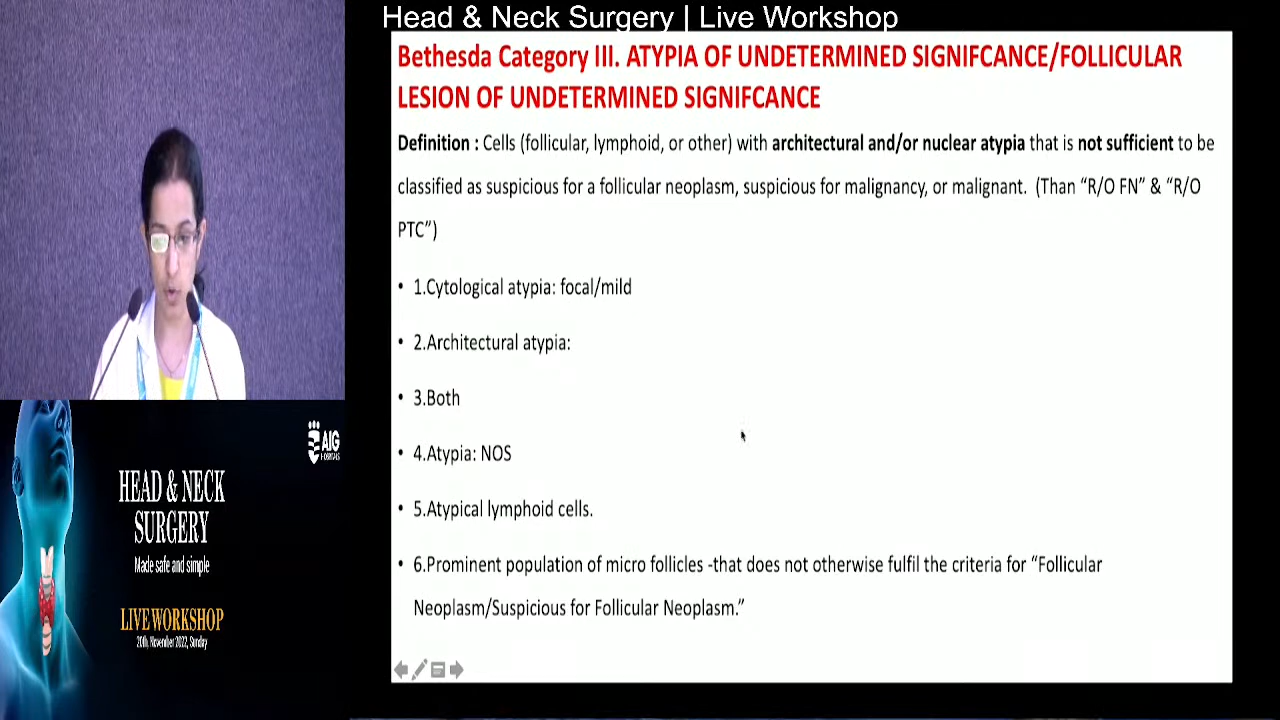 Head & Neck Surgery | Live Workshop
Bethesda Category III. ATYPIA OF UNDETERMINED SIGNIFCANCE/FOLLICULAR
LESION OF UNDETERMINED SIGNIFCANCE
Definition : Cells (follicular, lymphoid, or other) with architectural and/or nuclear atypia that is not sufficient to be
classified as suspicious for a follicular neoplasm, suspicious for malignancy, or malignant. (Than “R/O FN” & “R/O
PTC”)
• 1.Cytological atypia: focal/mild
• 2.Architectural atypia:
• 3.Both
• 4.Atypia: NOS
• 5.Atypical lymphoid cells.
• 6.Prominent population of micro follicles -that does not otherwise fulfil the criteria for “Follicular
Neoplasm/Suspicious for Follicular Neoplasm.”
AIG
HOSPITALS
HEAD & NECK
SURGERY
Made safe and simple
LIVE WORKSHOP
20th, November 2022, Sunday